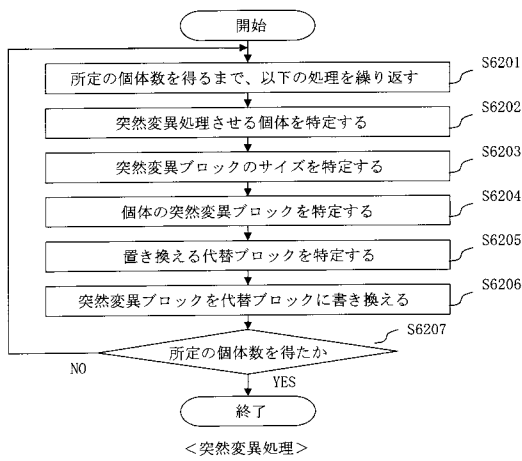 開始
所定の個体数を得るまで、以下の処理を繰り返す
S6201
突然変異処理させる個体を特定する
S6202
突然変異ブロックのサイズを特定する
S6203
個体の突然変異ブロックを特定する
S6204
置き換える代替ブロックを特定する
S6205
突然変異ブロックを代替ブロックに書き換える
S6206
所定の個体数を得たか
S6207
NO
YES
終了
＜突然変異処理＞